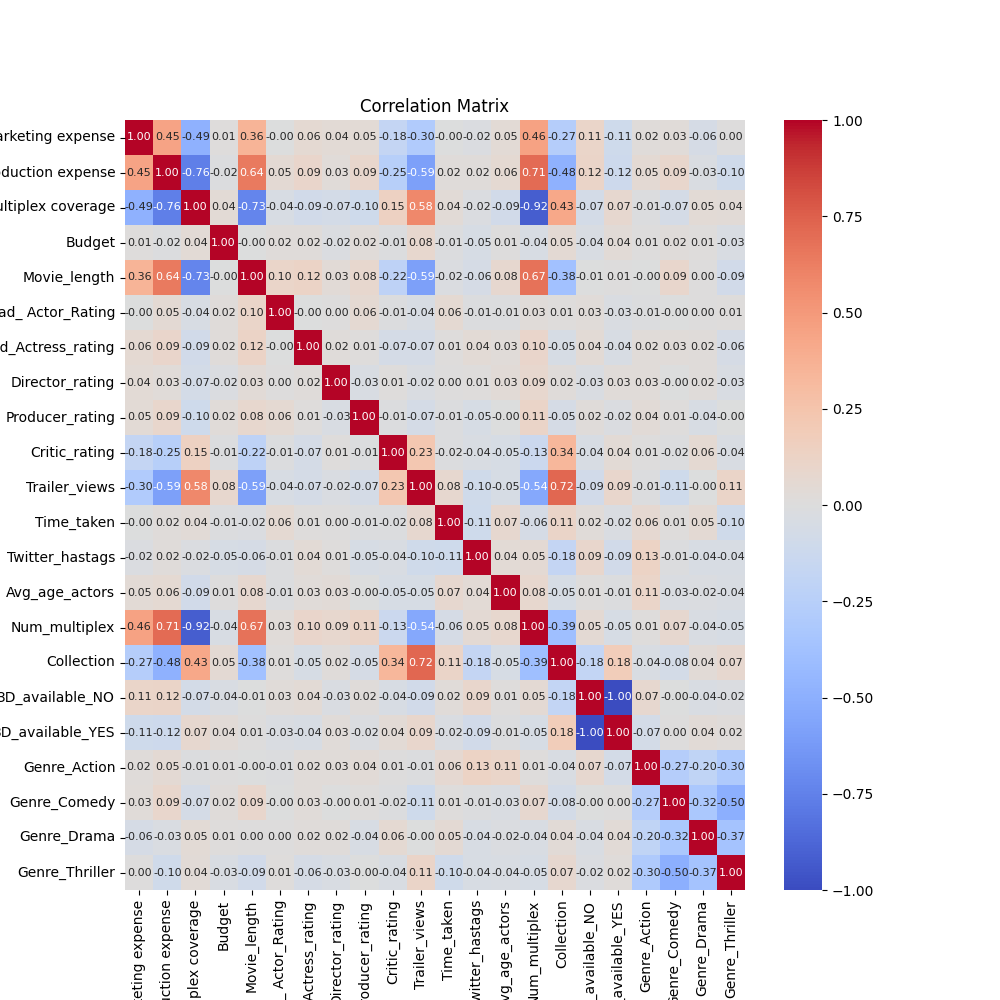 Correlation Matrix
arketing expense 1.00 0.45 -0.49 0.01 0.36 -0.00 0.06 0.04 0.05 -0.18 -0.30 -0.00 -0.02 0.05 0.46 -0.27 0.11 -0.11 0.02 0.03 -0.06 0.00
duction expense 0.45 1.00 -0.76 -0.02 0.64 0.05 0.09 0.03 0.09 -0.25 -0.59 0.02 0.02 0.06 0.71 -0.48 0.12 -0.12 0.05 0.09 -0.03 -0.10
ultiplex coverage -0.49 -0.76 1.00 0.04 -0.73 -0.04 -0.09 -0.07 -0.10 0.15 0.58 0.04 -0.02 -0.09 -0.92 0.43 -0.07 0.07 -0.01 -0.07 0.05 0.04
Budget 0.01 -0.02 0.04 1.00 -0.00 0.02 0.02 -0.02 0.02 -0.01 0.08 -0.01 -0.05 0.01 -0.04 0.05 -0.04 0.04 0.01 0.02 0.01 -0.03
Movie_length 0.36 0.64 -0.73 -0.00 1.00 0.10 0.12 0.03 0.08 -0.22 -0.59 -0.02 -0.06 0.08 0.67 -0.38 -0.01 0.01 -0.00 0.09 0.00 -0.09
ad_ Actor_Rating -0.00 0.05 -0.04 0.02 0.10 1.00 -0.00 0.00 0.06 -0.01 -0.04 0.06 -0.01 -0.01 0.03 0.01 0.03 -0.03 -0.01 -0.00 0.00 0.01
d_Actress_rating 0.06 0.09 -0.09 0.02 0.12 -0.00 1.00 0.02 0.01 -0.07 -0.07 0.01 0.04 0.03 0.10 -0.05 0.04 -0.04 0.02 0.03 0.02 -0.06
Director_rating 0.04 0.03 -0.07 -0.02 0.03 0.00 0.02 1.00 -0.03 0.01 -0.02 0.00 0.01 0.03 0.09 0.02 -0.03 0.03 0.03 -0.00 0.02 -0.03
Producer_rating 0.05 0.09 -0.10 0.02 0.08 0.06 0.01 -0.03 1.00 -0.01 -0.07 -0.01 -0.05 -0.00 0.11 -0.05 0.02 -0.02 0.04 0.01 -0.04 -0.00
Critic_rating -0.18 -0.25 0.15 -0.01 -0.22 -0.01 -0.07 0.01 -0.01 1.00 0.23 -0.02 -0.04 -0.05 -0.13 0.34 -0.04 0.04 0.01 -0.02 0.06 -0.04
Trailer_views -0.30 -0.59 0.58 0.08 -0.59 -0.04 -0.07 -0.02 -0.07 0.23 1.00 0.08 -0.10 -0.05 -0.54 0.72 -0.09 0.09 -0.01 -0.11 -0.00 0.11
Time_taken -0.00 0.02 0.04 -0.01 -0.02 0.06 0.01 0.00 -0.01 -0.02 0.08 1.00 -0.11 0.07 -0.06 0.11 0.02 -0.02 0.06 0.01 0.05 -0.10
Twitter_hastags -0.02 0.02 -0.02 -0.05 -0.06 -0.01 0.04 0.01 -0.05 -0.04 -0.10 -0.11 1.00 0.04 0.05 -0.18 0.09 -0.09 0.13 -0.01 -0.04 -0.04
Avg_age_actors 0.05 0.06 -0.09 0.01 0.08 -0.01 0.03 0.03 -0.00 -0.05 -0.05 0.07 0.04 1.00 0.08 -0.05 0.01 -0.01 0.11 -0.03 -0.02 -0.04
Num_multiplex 0.46 0.71 -0.92 -0.04 0.67 0.03 0.10 0.09 0.11 -0.13 -0.54 -0.06 0.05 0.08 1.00 -0.39 0.05 -0.05 0.01 0.07 -0.04 -0.05
Collection -0.27 -0.48 0.43 0.05 -0.38 0.01 -0.05 0.02 -0.05 0.34 0.72 0.11 -0.18 -0.05 -0.39 1.00 -0.18 0.18 -0.04 -0.08 0.04 0.07
D_available_NO 0.11 0.12 -0.07 -0.04 -0.01 0.03 0.04 -0.03 0.02 -0.04 -0.09 0.02 0.09 0.01 0.05 -0.18 1.00 -1.00 0.07 -0.00 -0.04 -0.02
D_available_YES -0.11 -0.12 0.07 0.04 0.01 -0.03 -0.04 0.03 -0.02 0.04 0.09 -0.02 -0.09 -0.01 -0.05 0.18 -1.00 1.00 -0.07 0.00 0.04 0.02
Genre_Action 0.02 0.05 -0.01 0.01 -0.00 -0.01 0.02 0.03 0.04 0.01 -0.01 0.06 0.13 0.11 0.01 -0.04 0.07 -0.07 1.00 -0.27 -0.20 -0.30
Genre_Comedy 0.03 0.09 -0.07 0.02 0.09 -0.00 0.03 -0.00 0.01 -0.02 -0.11 0.01 -0.01 -0.03 0.07 -0.08 -0.00 0.00 -0.27 1.00 -0.32 -0.50
Genre_Drama -0.06 -0.03 0.05 0.01 0.00 0.00 0.02 0.02 -0.04 0.06 -0.00 0.05 -0.04 -0.02 -0.04 0.04 -0.04 0.04 -0.20 -0.32 1.00 -0.37
Genre_Thriller 0.00 -0.10 0.04 -0.03 -0.09 0.01 -0.06 -0.03 -0.00 -0.04 0.11 -0.10 -0.04 -0.04 -0.05 0.07 -0.02 0.02 -0.30 -0.50 -0.37 1.00
keting expense
uction expense
plex coverage
Budget
Movie_length
_ Actor_Rating
Actress_rating
Director_rating
roducer_rating
Critic_rating
Trailer_views
Time_taken
witter_hastags
vg_age_actors
Num_multiplex
Collection
_available_NO
available_YES
Genre_Action
Genre_Comedy
Genre_Drama
Genre_Thriller
1.00
0.75
0.50
0.25
0.00
−0.25
−0.50
−0.75
−1.00